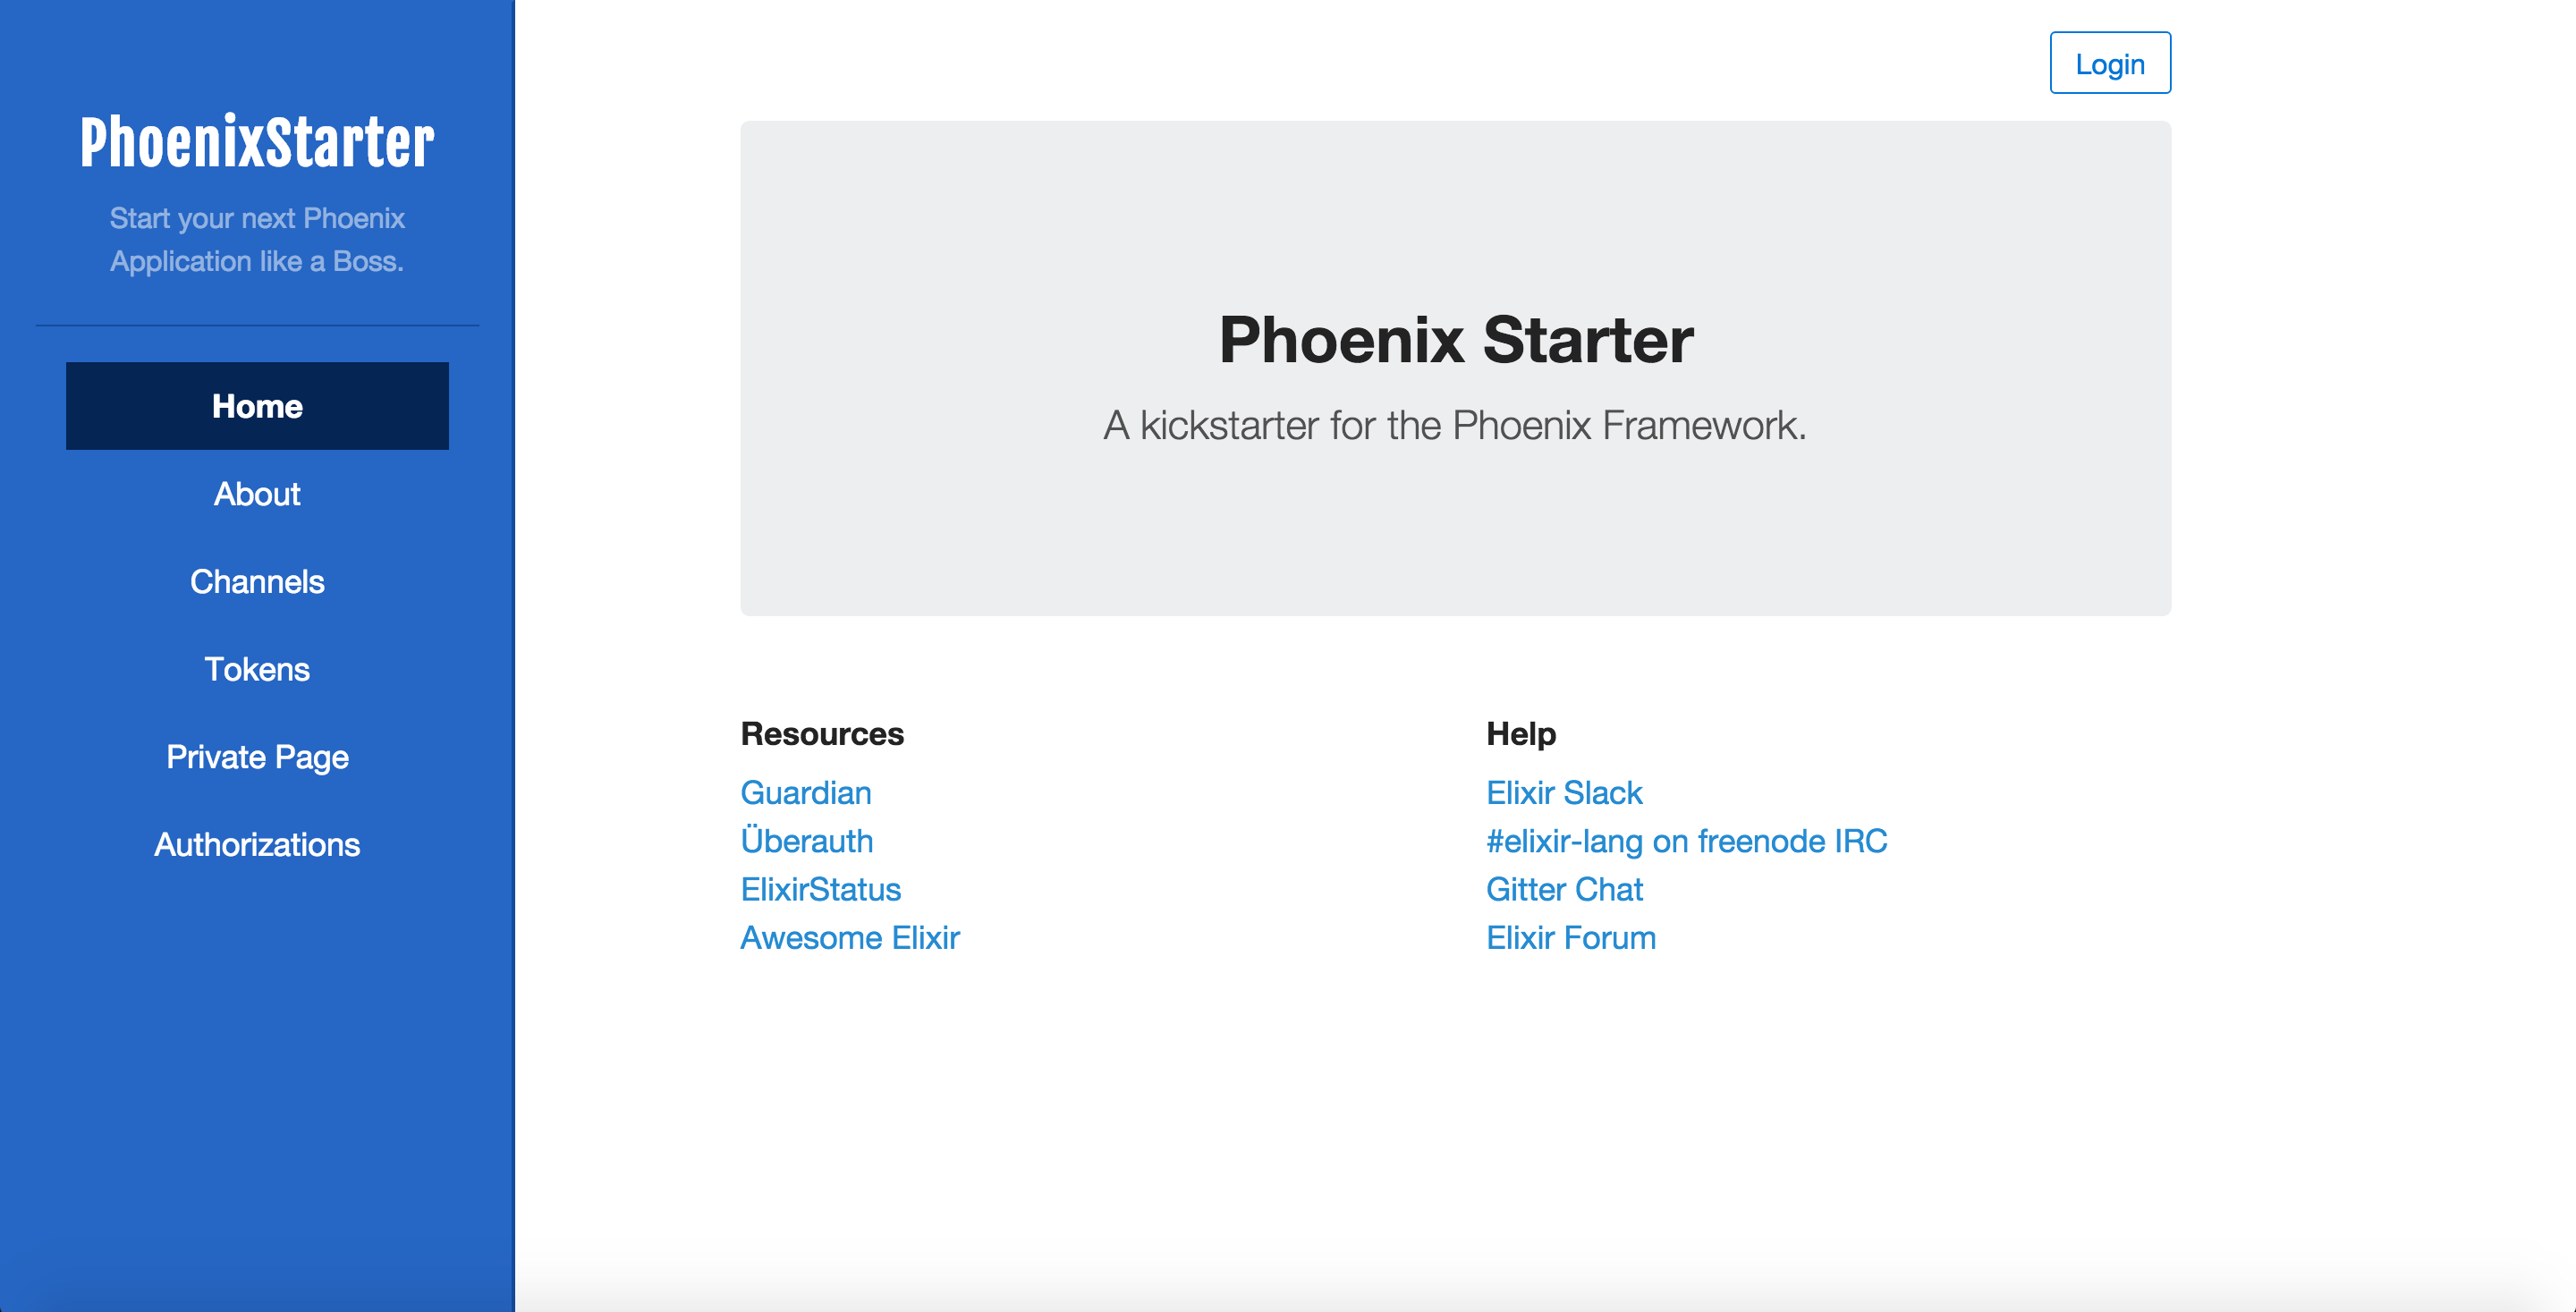 PhoenixStarter
Start your next Phoenix
Application like a Boss.
Home
About
Channels
Tokens
Private Page
Authorizations
Login
Phoenix Starter
A kickstarter for the Phoenix Framework.
Resources
Guardian
Überauth
ElixirStatus
Awesome Elixir
Help
Elixir Slack
#elixir-lang on freenode IRC
Gitter Chat
Elixir Forum